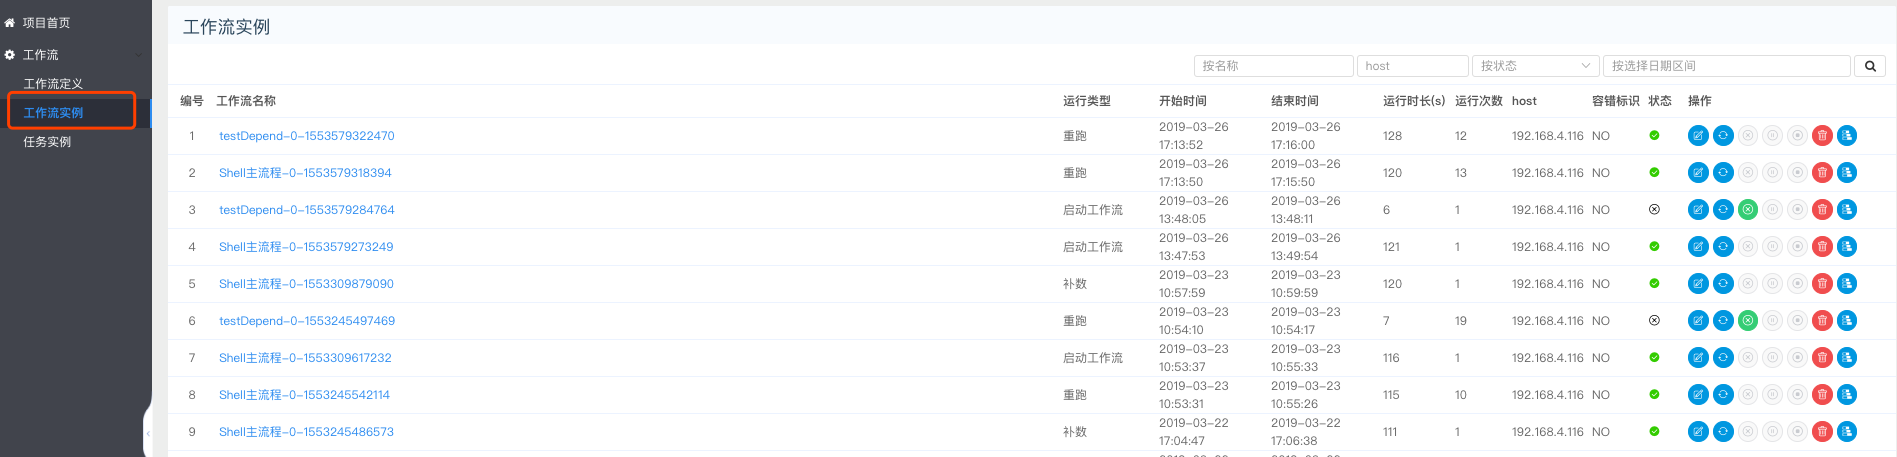 项目首页
工作流
工作流定义
工作流实例
任务实例
工作流实例
按名称 host 按状态 按选择日期区间
编号 工作流名称 运行类型 开始时间 结束时间 运行时长(s) 运行次数 host 容错标识 状态 操作
1 testDepend-0-1553579322470 重跑 2019-03-26 17:13:52 2019-03-26 17:16:00 128 12 192.168.4.116 NO
2 Shell主流程-0-1553579318394 重跑 2019-03-26 17:13:50 2019-03-26 17:15:50 120 13 192.168.4.116 NO
3 testDepend-0-1553579284764 启动工作流 2019-03-26 13:48:05 2019-03-26 13:48:11 6 1 192.168.4.116 NO
4 Shell主流程-0-1553579273249 启动工作流 2019-03-26 13:47:53 2019-03-26 13:49:54 121 1 192.168.4.116 NO
5 Shell主流程-0-1553309879090 补数 2019-03-23 10:57:59 2019-03-23 10:59:59 120 1 192.168.4.116 NO
6 testDepend-0-1553245497469 重跑 2019-03-23 10:54:10 2019-03-23 10:54:17 7 19 192.168.4.116 NO
7 Shell主流程-0-1553309617232 启动工作流 2019-03-23 10:53:37 2019-03-23 10:55:33 116 1 192.168.4.116 NO
8 Shell主流程-0-1553245542114 重跑 2019-03-23 10:53:31 2019-03-23 10:55:26 115 10 192.168.4.116 NO
9 Shell主流程-0-1553245486573 补数 2019-03-22 17:04:47 2019-03-22 17:06:38 111 1 192.168.4.116 NO